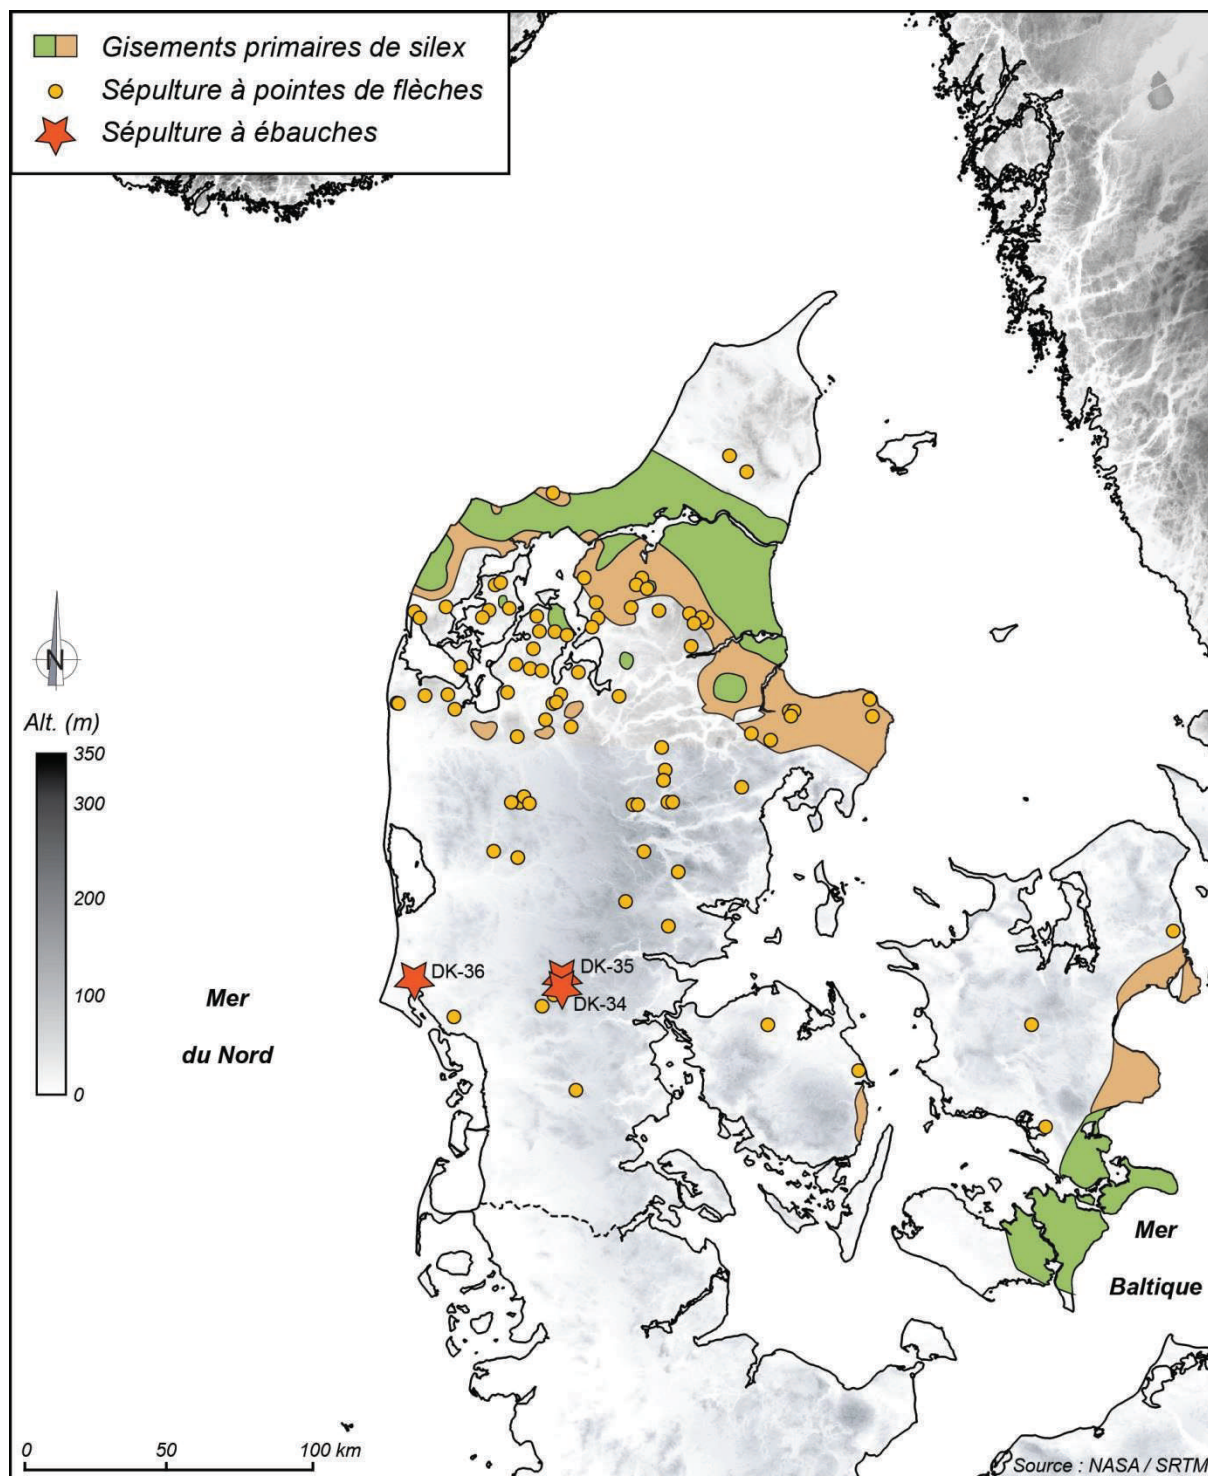 Gisements primaires de silex
Sépulture à pointes de flèches
Sépulture à ébauches
N
Alt. (m)
350
300
200
100
0
DK-36
DK-35
DK-34
Mer
du Nord
Mer
Baltique
0 50 100 km
Source : NASA / SRTM